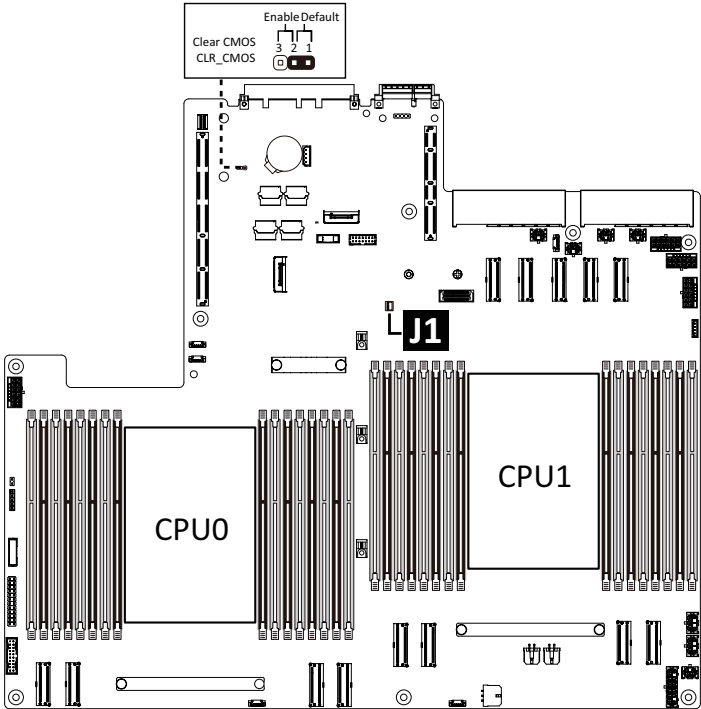 Enable Default
Clear CMOS
3 2 1
CLR_CMOS
J1
CPU1
CPU0